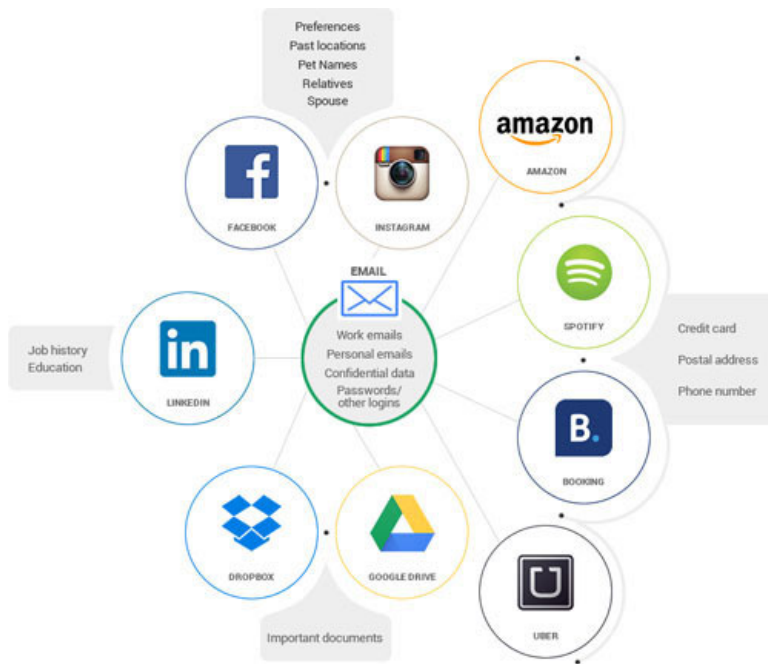 Preferences
Past locations
Pet Names
Relatives
Spouse
amazon
AMAZON
f
FACEBOOK
INSTAGRAM
EMAIL
Work emails
Personal emails
Confidential data
Passwords/
other logins
SPOTIFY
Credit card
Postal address
Phone number
Job history
Education
in
LINKEDIN
B.
BOOKING
DROPBOX
GOOGLE DRIVE
U
UBER
Important documents